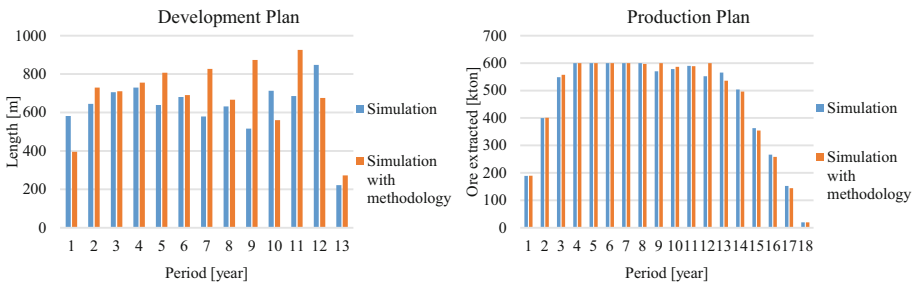 Development Plan
1000
800
600
400
200
0
Length [m]
1 2 3 4 5 6 7 8 9 10 11 12 13
Period [year]
Simulation
Simulation
with
methodology
Production Plan
700
600
500
400
300
200
100
0
Ore extracted [kton]
1 2 3 4 5 6 7 8 9 10 11 12 13 14 15 16 17 18
Period [year]
Simulation
Simulation
with
methodology